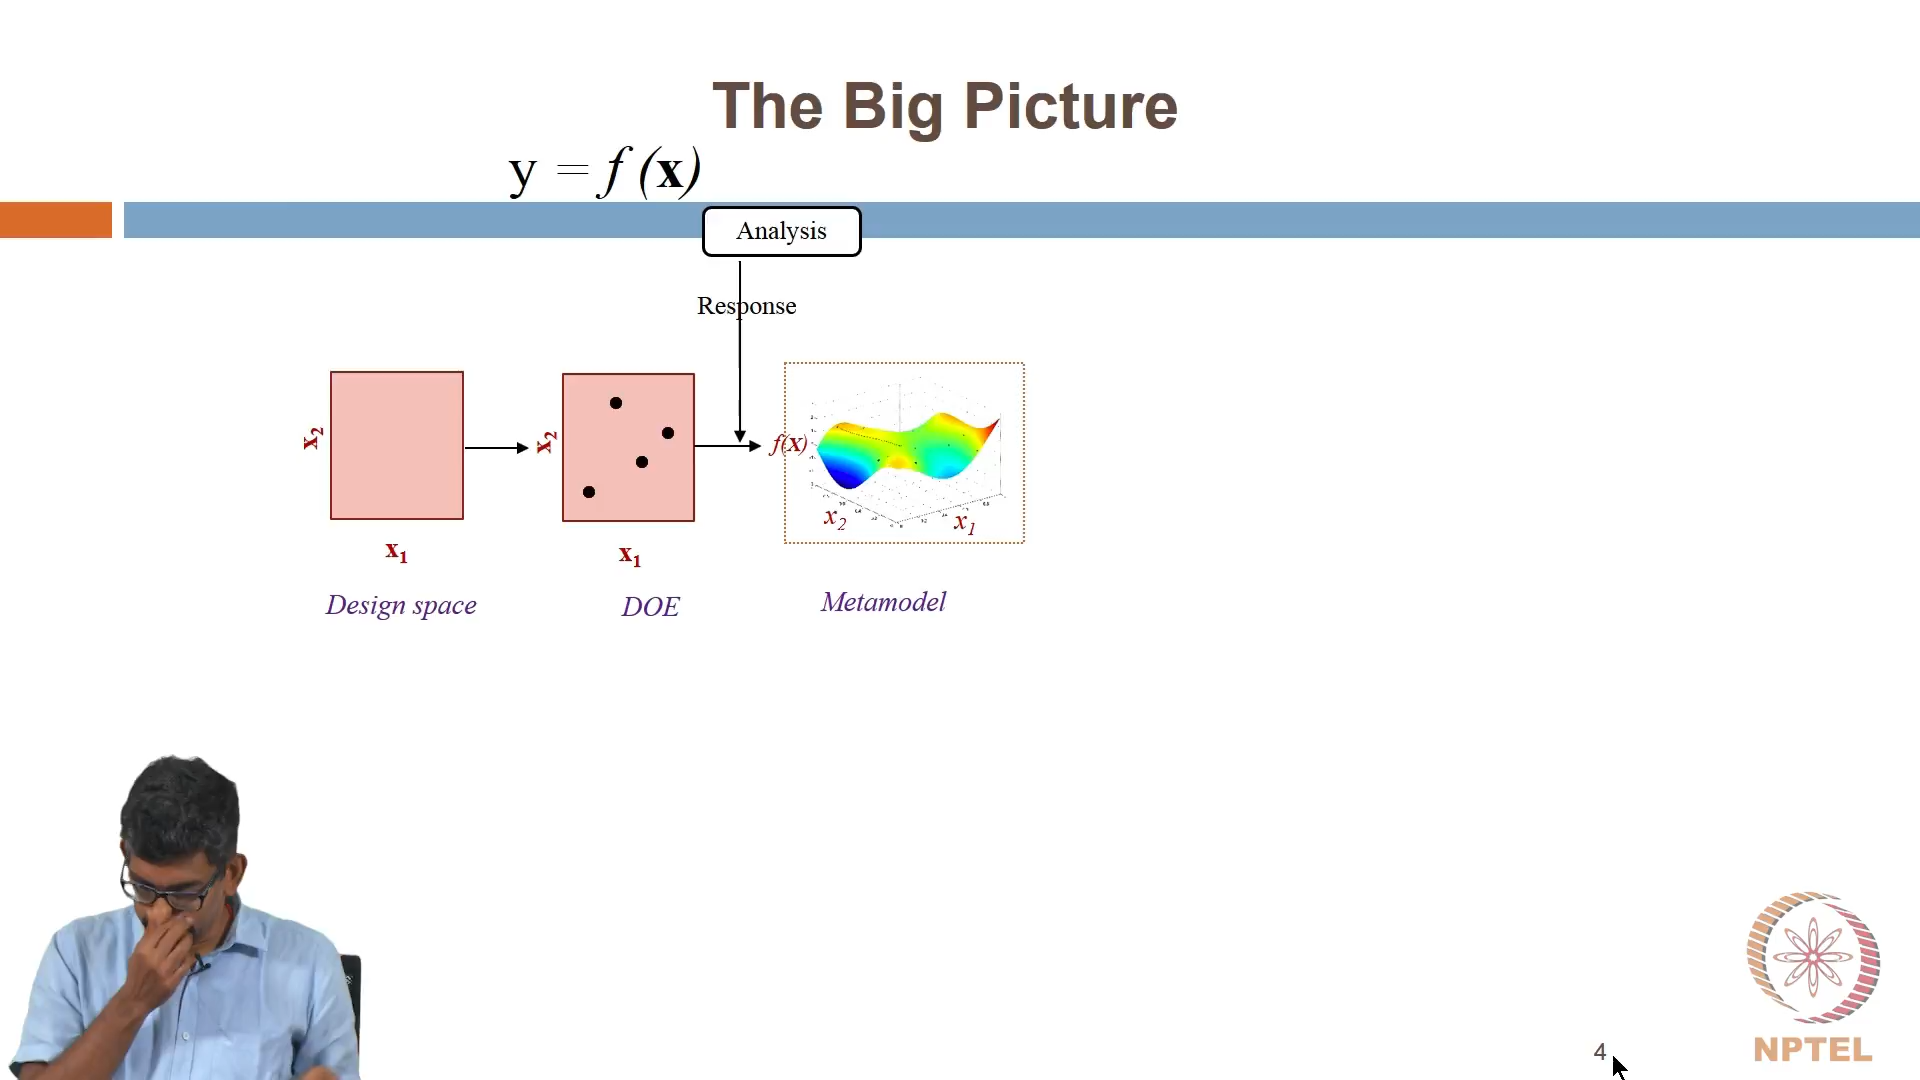 The Big Picture
y = f (x)
Analysis
Response
x2
x1
Design space
x2
x1
DOE
f(x)
x2
x1
Metamodel
4
NPTEL